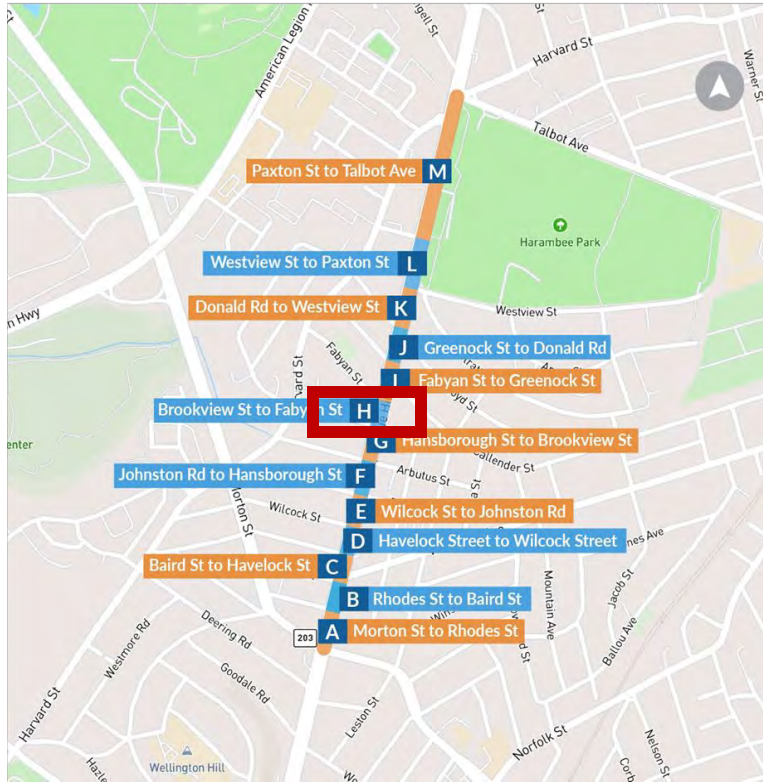 American Legion
Harvard St
Warner St
Talbot Ave
Paxton St to Talbot Ave M
Harambee Park
Westview St to Paxton St L
Donald Rd to Westview St K
Westview St
n Hwy
J Greenock St to Donald Rd
Fabyan St
I Fabyan St to Greenock St
Brookview St to Fabyan St H
G Hansborough St to Brookview St
enter
Callender St
Johnston Rd to Hansborough St F
Arbutus St
Morton St
Wilcock St
E Wilcock St to Johnston Rd
D Havelock Street to Wilcock Street
Baird St to Havelock St C
B Rhodes St to Baird St
Mountain Ave
Jacob St
Deering Rd
203
A Morton St to Rhodes St
Westmore Rd
Ballou Ave
Goodale Rd
Harvard St
Leston St
Norfolk St
Nelson St
Wellington Hill